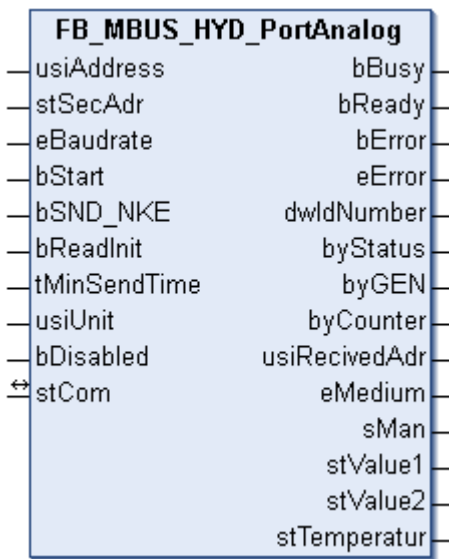 FB_MBUS_HYD_PortAnalog
usiAddress bBusy
stSecAdr bReady
eBaudrate bError
bStart eError
bSND_NKE dwIdNumber
bReadInit byStatus
tMinSendTime byGEN
usiUnit byCounter
bDisabled usiRecivedAdr
stCom eMedium
sMan
stValue1
stValue2
stTemperatur